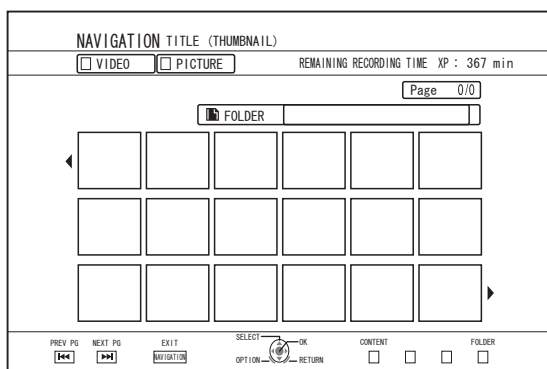 NAVIGATION TITLE (THUMBNAIL)
VIDEO PICTURE REMAINING RECORDING TIME XP : 367 min
Page 0/0
FOLDER
PREV PG NEXT PG EXIT SELECT OK CONTENT FOLDER
NAVIGATION OPTION RETURN